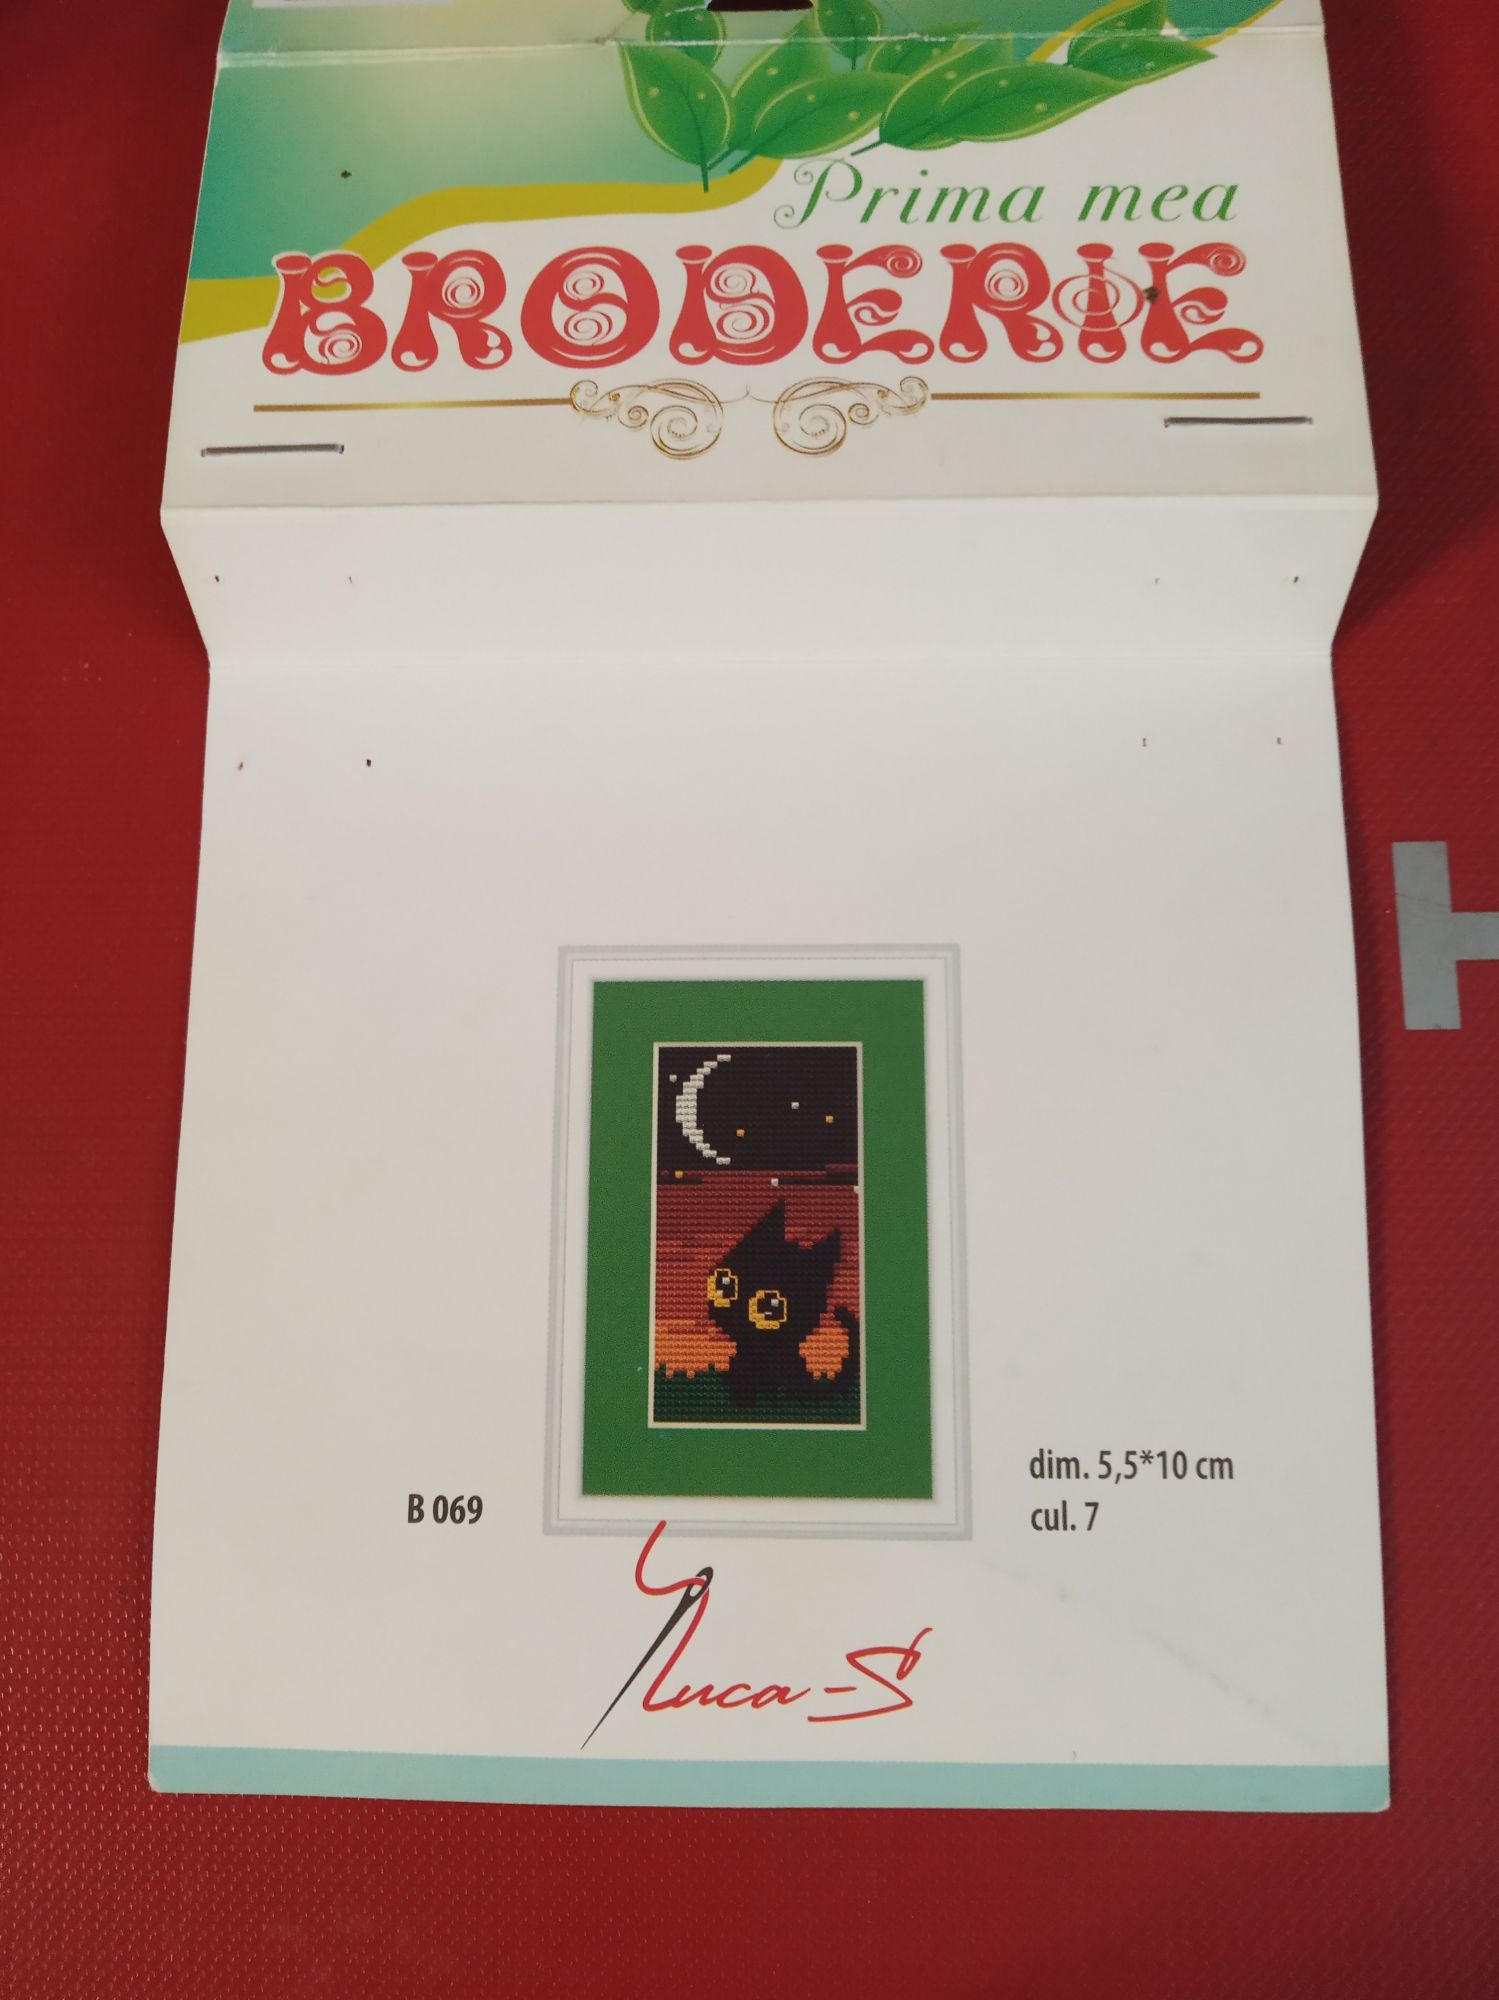 Prima mea
BRODERIE
B 069
dim. 5,5*10 cm
cul. 7
Luca-S